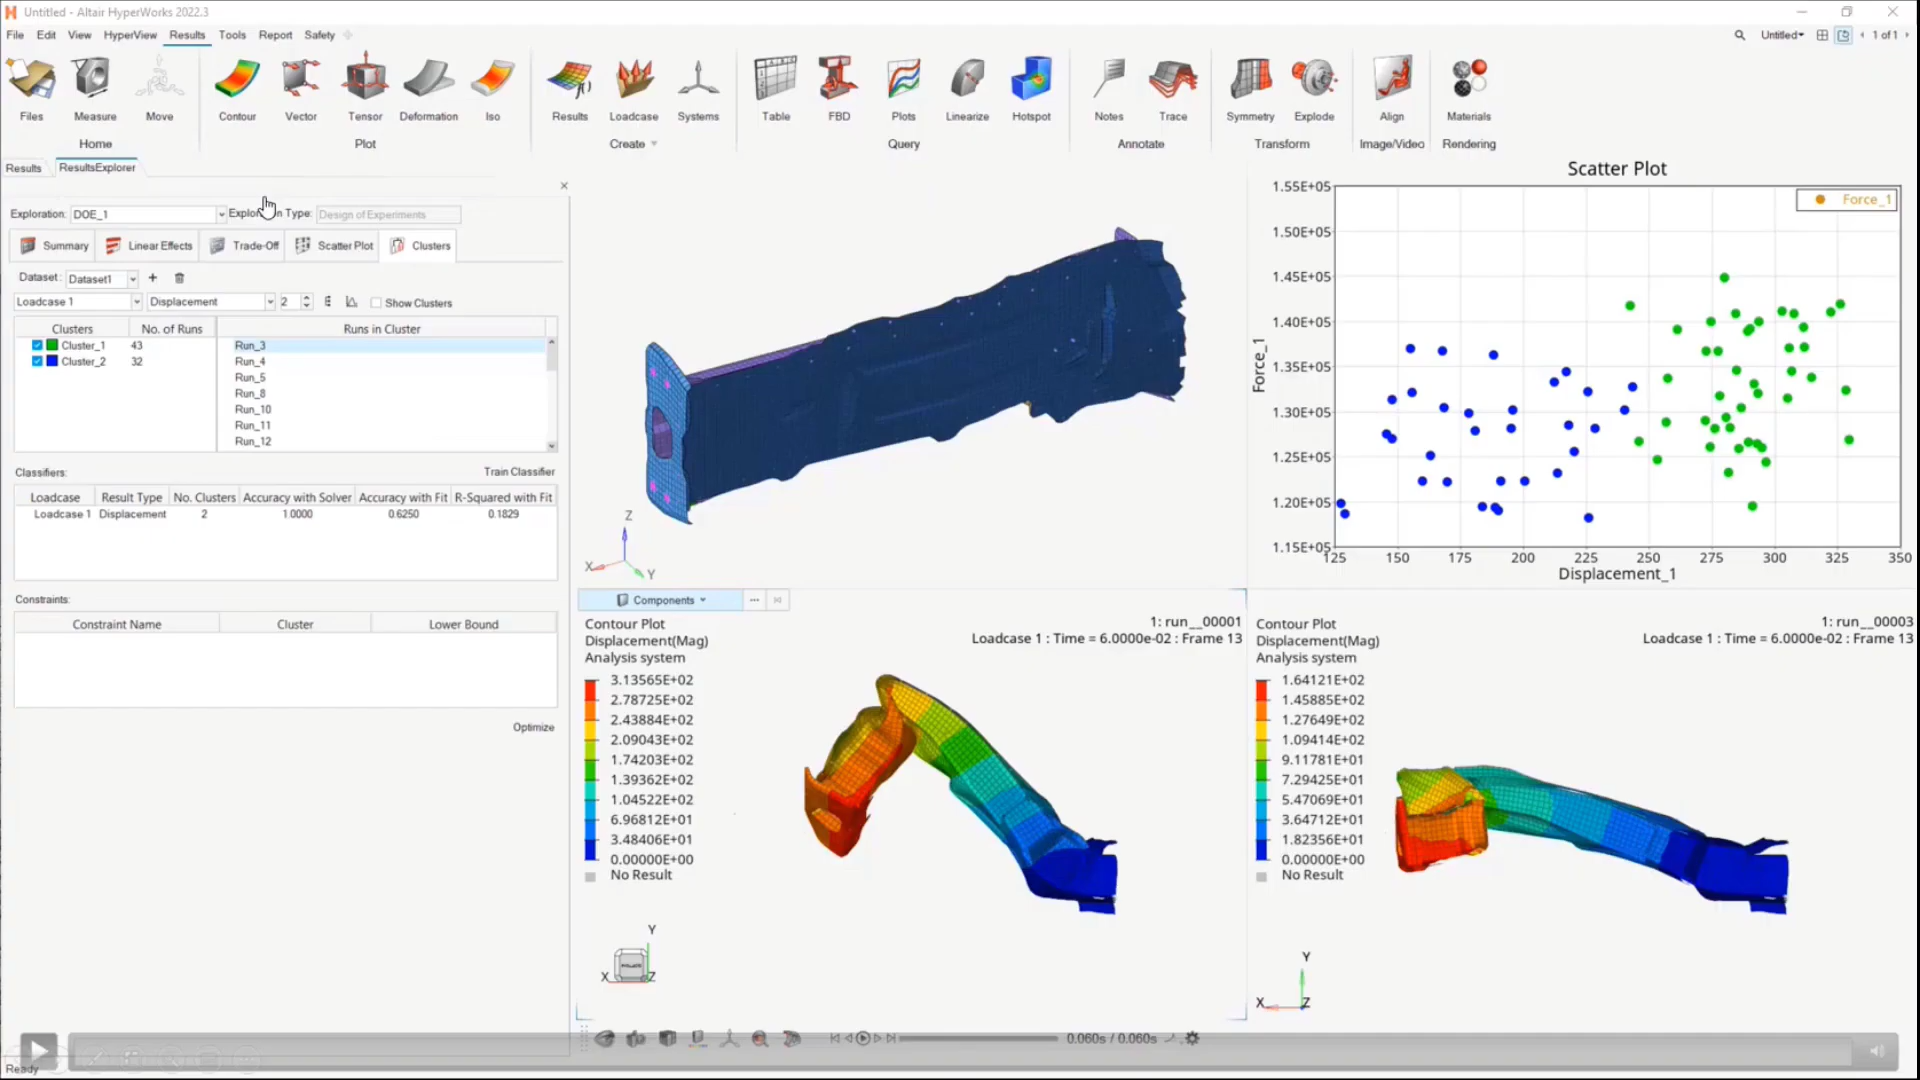 Untitled - Altair HyperWorks 2022.3
File Edit View HyperView Results Tools Report Safety
Untitled 1 of 1
Files Measure Move Contour Vector Tensor Deformation Iso Results Loadcase Systems Table FBD Plots Linearize Hotspot Notes Trace Symmetry Explode Align Materials
Home Plot Create Query Annotate Transform Image/Video Rendering
Results ResultsExplorer
Exploration: DOE_1 Type: Design of Experiments
Summary Linear Effects Trade-Off Scatter Plot Clusters
Dataset: Dataset1 +
Loadcase 1 Displacement 2 Show Clusters
Clusters No. of Runs Runs in Cluster
Cluster_1 43 Run_3
Cluster_2 32 Run_4
Run_5
Run_8
Run_10
Run_11
Run_12
Classifiers: Train Classifier
Loadcase Result Type No. Clusters Accuracy with Solver Accuracy with Fit R-Squared with Fit
Loadcase 1 Displacement 2 1.0000 0.6250 0.1829
Constraints:
Constraint Name Cluster Lower Bound
Optimize
Z
X
Y
Scatter Plot
Force_1
1.55E+05
1.50E+05
1.45E+05
1.40E+05
1.35E+05
1.30E+05
1.25E+05
1.20E+05
1.15E+05
Force_1
125 150 175 200 225 250 275 300 325 350
Displacement_1
Components
Contour Plot
Displacement(Mag)
Analysis system
3.13565E+02
2.78725E+02
2.43884E+02
2.09043E+02
1.74203E+02
1.39362E+02
1.04522E+02
6.96812E+01
3.48406E+01
0.00000E+00
No Result
1: run__00001
Loadcase 1 : Time = 6.0000e-02 : Frame 13
Y
X Z
Contour Plot
Displacement(Mag)
Analysis system
1.64121E+02
1.45885E+02
1.27649E+02
1.09414E+02
9.11781E+01
7.29425E+01
5.47069E+01
3.64712E+01
1.82356E+01
0.00000E+00
No Result
1: run__00003
Loadcase 1 : Time = 6.0000e-02 : Frame 13
Y
X Z
0.060s / 0.060s
Ready